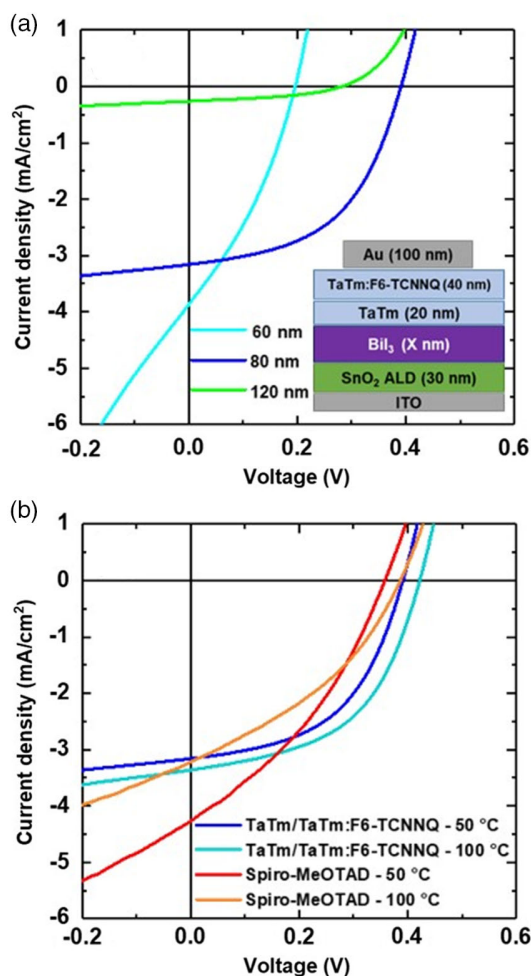 (a)
1
0
-1
-2
-3
-4
-5
-6
Current density (mA/cm²)
Au (100 nm)
TaTm:F6-TCNNQ (40 nm)
TaTm (20 nm)
BiI₃ (X nm)
SnO₂ ALD (30 nm)
ITO
60 nm
80 nm
120 nm
-0.2 0.0 0.2 0.4 0.6
Voltage (V)
(b)
1
0
-1
-2
-3
-4
-5
-6
Current density (mA/cm²)
TaTm/TaTm:F6-TCNNQ - 50 °C
TaTm/TaTm:F6-TCNNQ - 100 °C
Spiro-MeOTAD - 50 °C
Spiro-MeOTAD - 100 °C
-0.2 0.0 0.2 0.4 0.6
Voltage (V)